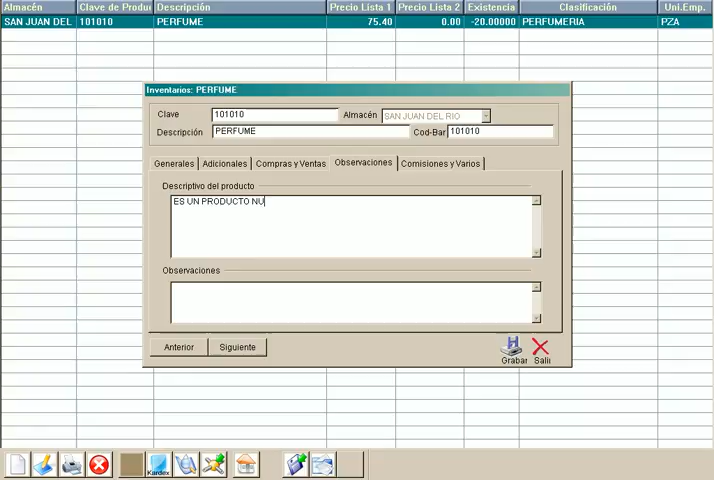 Almacén Clave de Produ Descripción Precio Lista 1 Precio Lista 2 Existencia Clasificación Uni.Emp.
SAN JUAN DEL 101010 PERFUME 75.40 0.00 -20.00000 PERFUMERIA PZA
Inventarios: PERFUME
Clave 101010 Almacén SAN JUAN DEL RIO
Descripción PERFUME Cod-Bar 101010
Generales Adicionales Compras y Ventas Observaciones Comisiones y Varios
Descriptivo del producto
ES UN PRODUCTO NU
Observaciones
Anterior Siguiente
Grabar Salir
Kardex